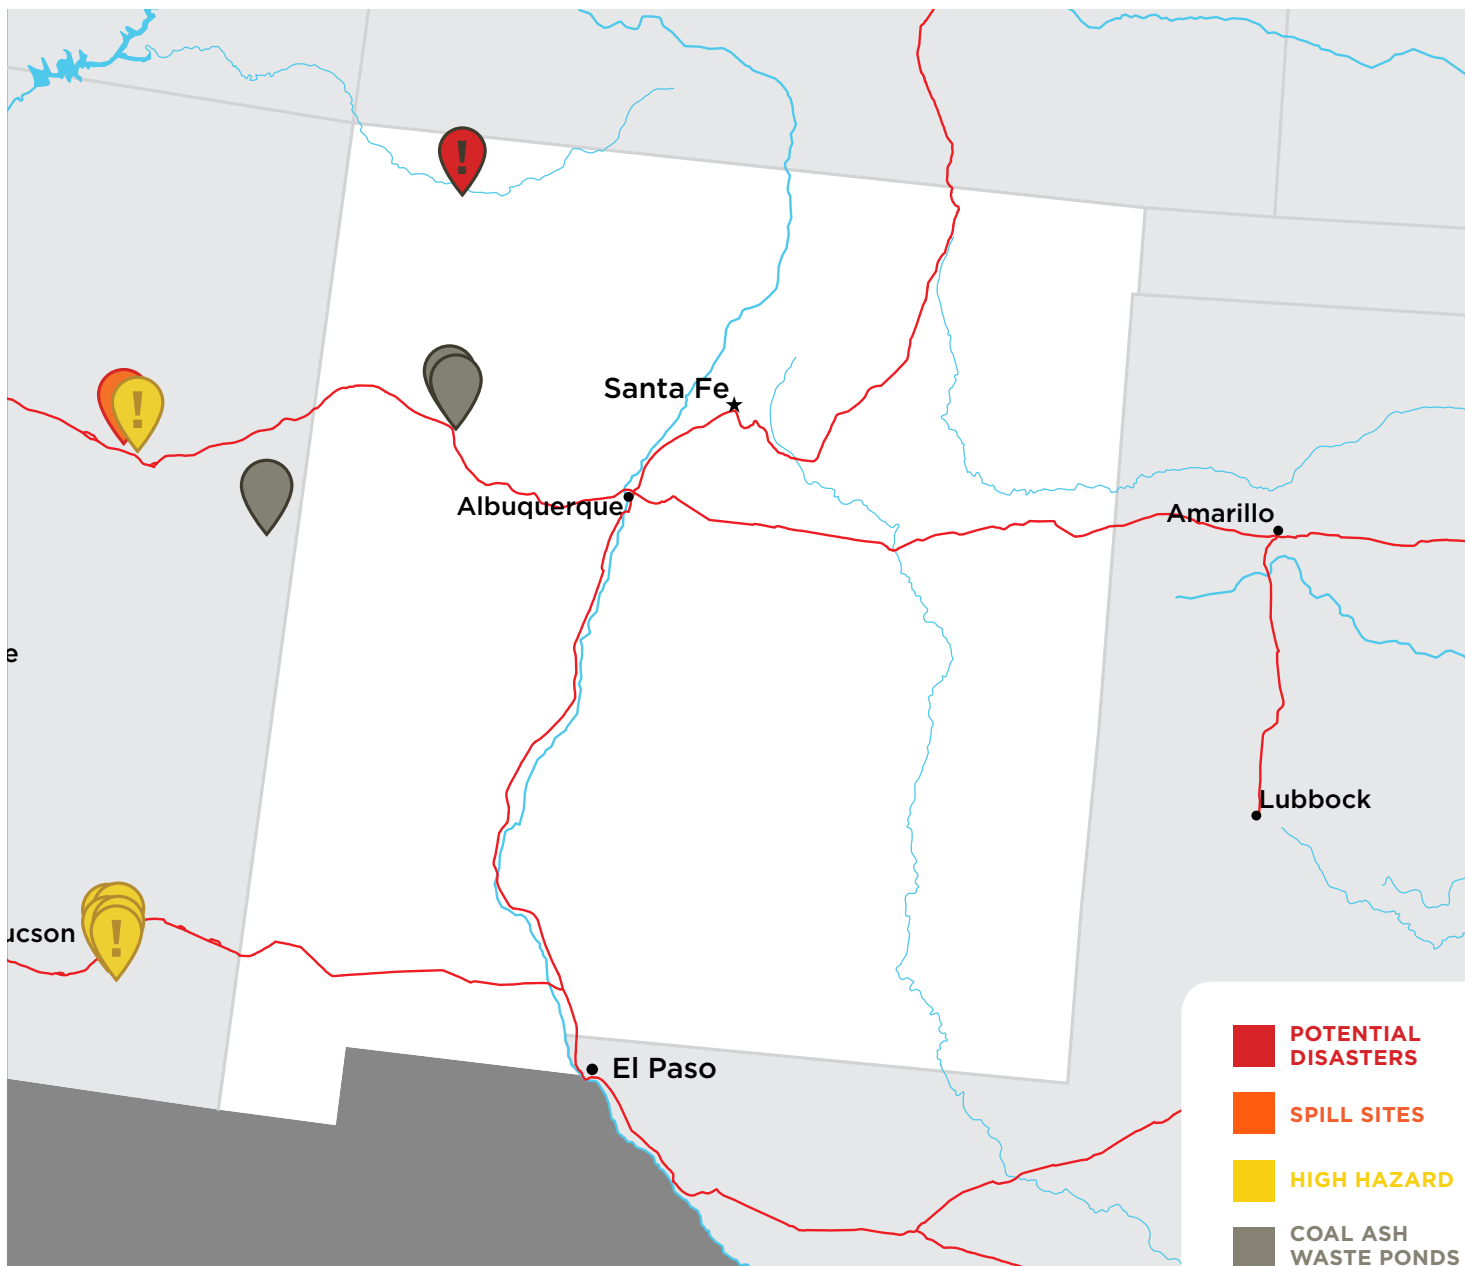 !
Santa Fe
!
Albuquerque
Amarillo
e
Lubbock
ucson
!
El Paso
POTENTIAL
DISASTERS
SPILL SITES
HIGH HAZARD
COAL ASH
WASTE PONDS